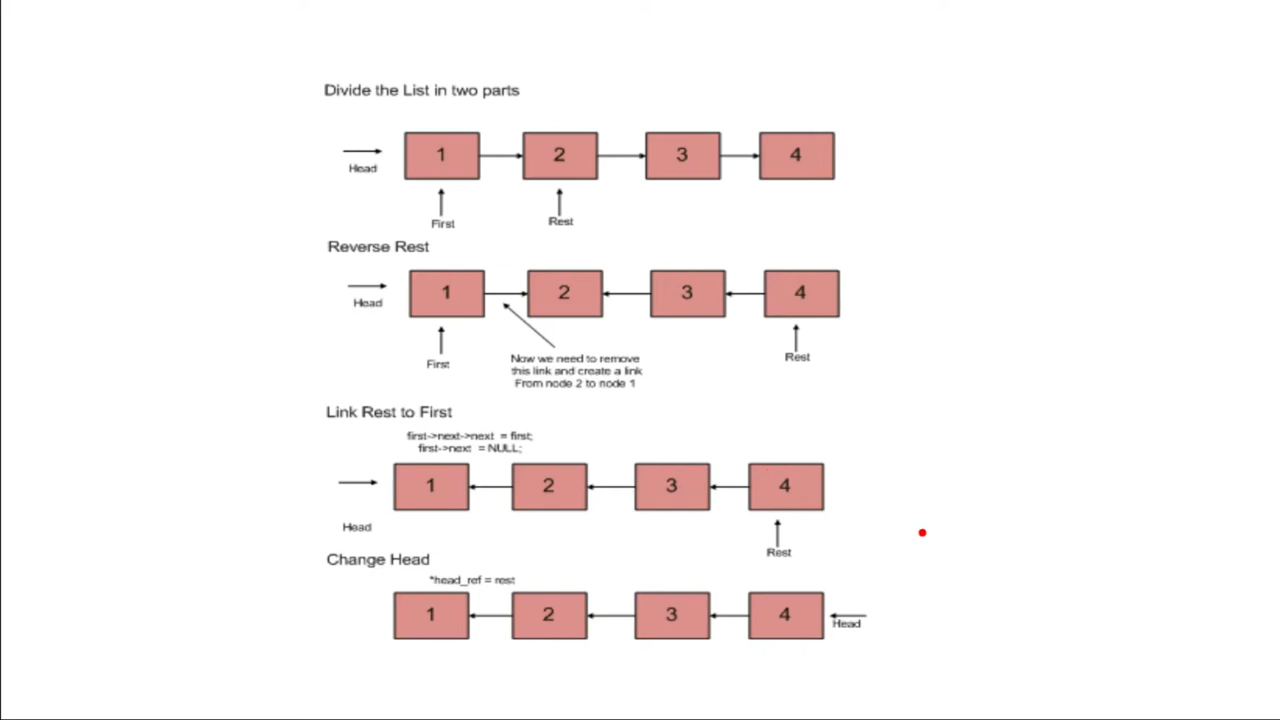 Divide the List in two parts
1 2 3 4
Head
First Rest
Reverse Rest
1 2 3 4
Head
First
Now we need to remove
this link and create a link
From node 2 to node 1
Rest
Link Rest to First
first->next->next = first;
first->next = NULL;
1 2 3 4
Head
Rest
Change Head
*head_ref = rest
1 2 3 4
Head